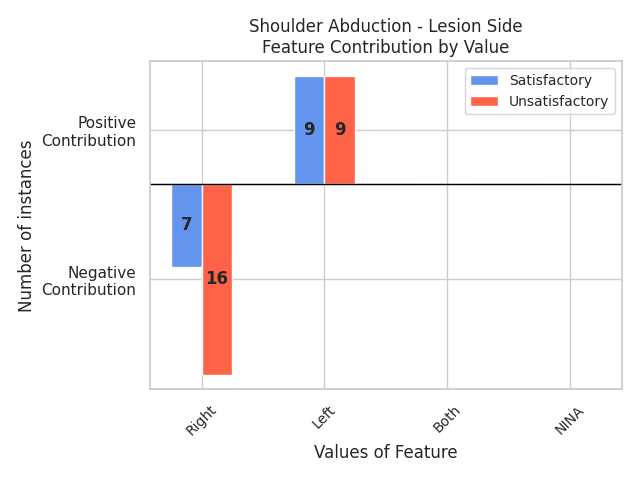 Shoulder Abduction - Lesion Side
Feature Contribution by Value
Satisfactory
Unsatisfactory
Positive
Contribution
9
9
7
16
Negative
Contribution
Number of instances
Right
Left
Both
NINA
Values of Feature